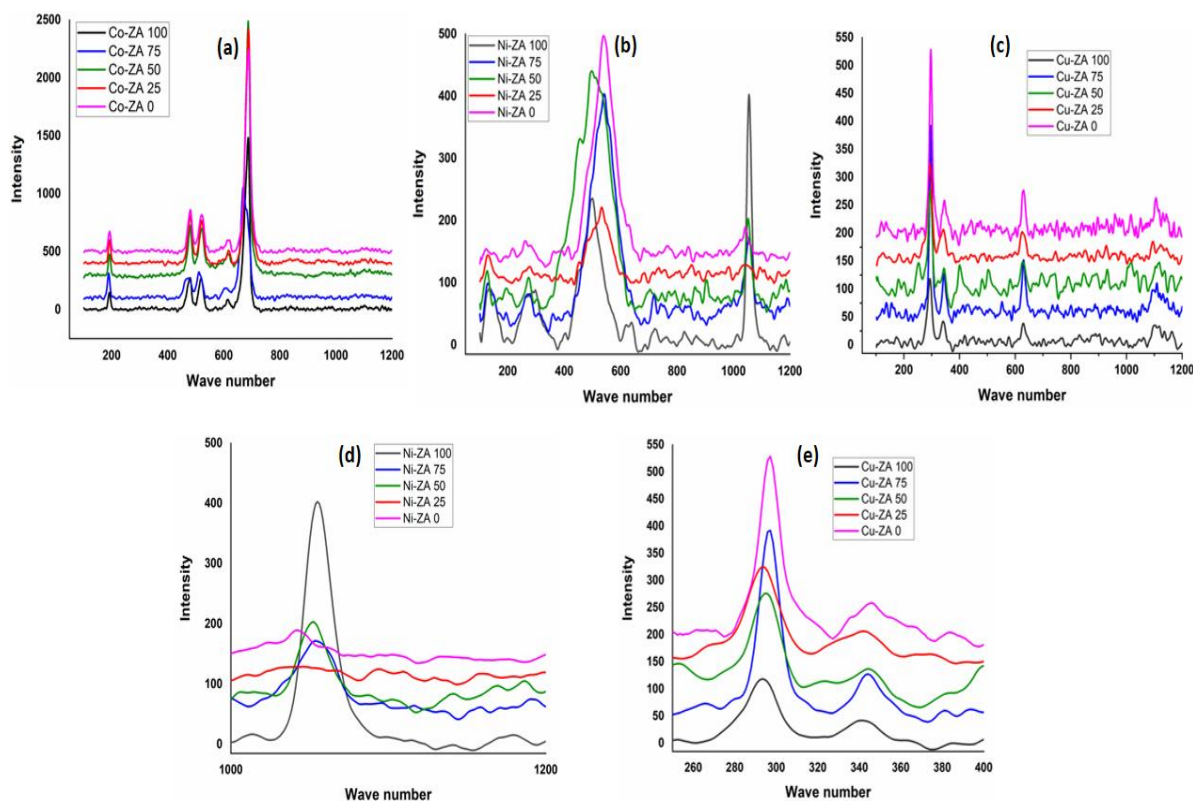 (a)
Co-ZA 100
Co-ZA 75
Co-ZA 50
Co-ZA 25
Co-ZA 0
2500
2000
1500
1000
500
0
Intensity
200 400 600 800 1000 1200
Wave number
(b)
Ni-ZA 100
Ni-ZA 75
Ni-ZA 50
Ni-ZA 25
Ni-ZA 0
500
400
300
200
100
0
Intensity
200 400 600 800 1000 1200
Wave number
(c)
Cu-ZA 100
Cu-ZA 75
Cu-ZA 50
Cu-ZA 25
Cu-ZA 0
550
500
450
400
350
300
250
200
150
100
50
0
Intensity
200 400 600 800 1000 1200
Wave number
(d)
Ni-ZA 100
Ni-ZA 75
Ni-ZA 50
Ni-ZA 25
Ni-ZA 0
500
400
300
200
100
0
Intensity
1000 1200
Wave number
(e)
Cu-ZA 100
Cu-ZA 75
Cu-ZA 50
Cu-ZA 25
Cu-ZA 0
550
500
450
400
350
300
250
200
150
100
50
0
Intensity
260 280 300 320 340 360 380 400
Wave number